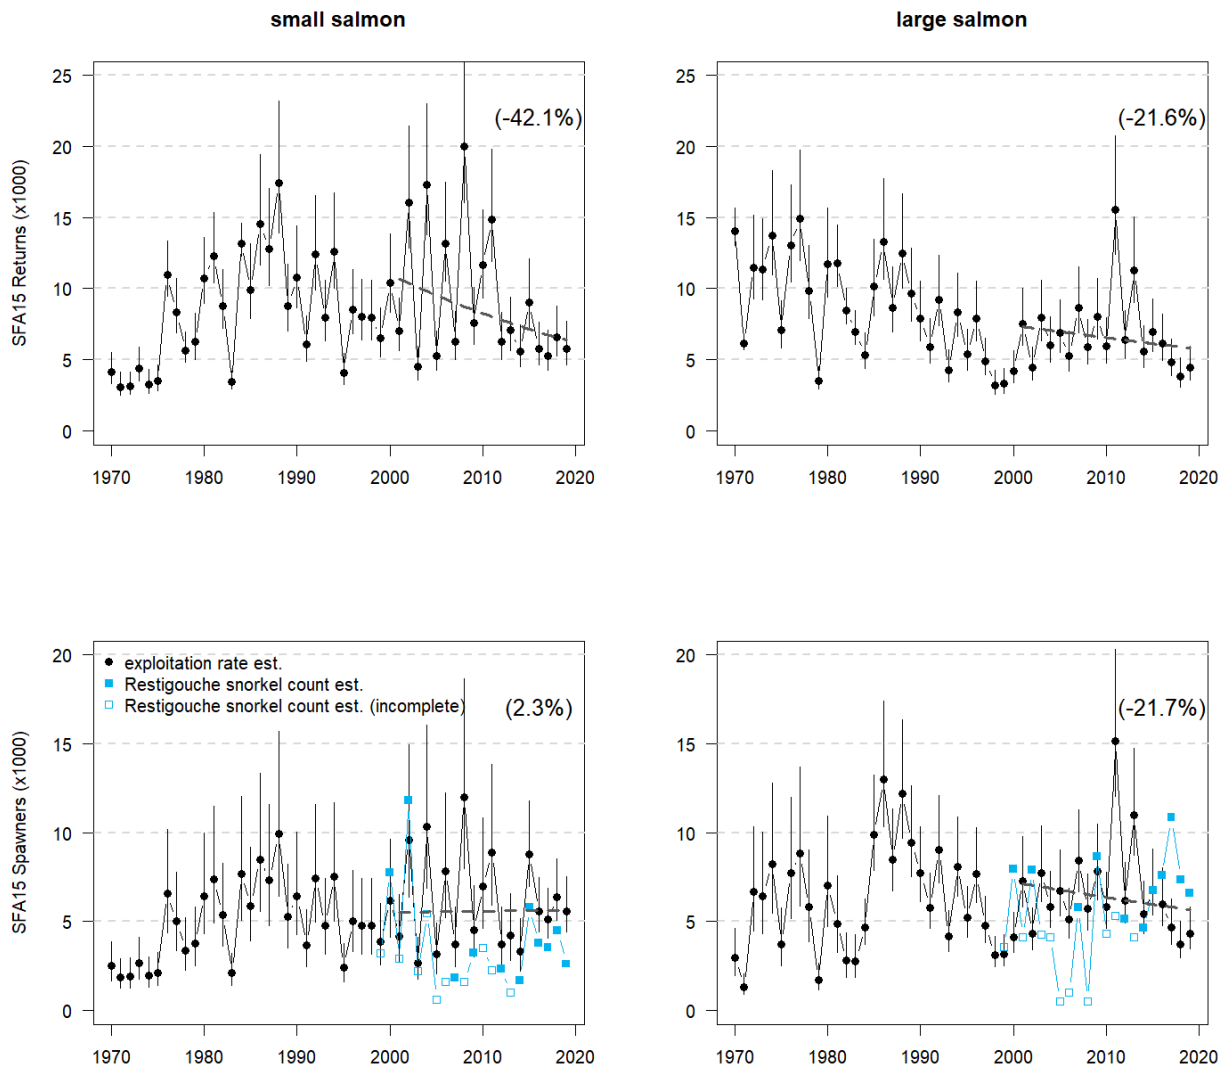 small salmon
large salmon
SFA15 Returns (x1000)
25
20
15
10
5
0
(-42.1%)
1970 1980 1990 2000 2010 2020
25
20
15
10
5
0
(-21.6%)
1970 1980 1990 2000 2010 2020
SFA15 Spawners (x1000)
20
15
10
5
0
exploitation rate est.
Restigouche snorkel count est.
Restigouche snorkel count est. (incomplete)
(2.3%)
1970 1980 1990 2000 2010 2020
20
15
10
5
0
(-21.7%)
1970 1980 1990 2000 2010 2020